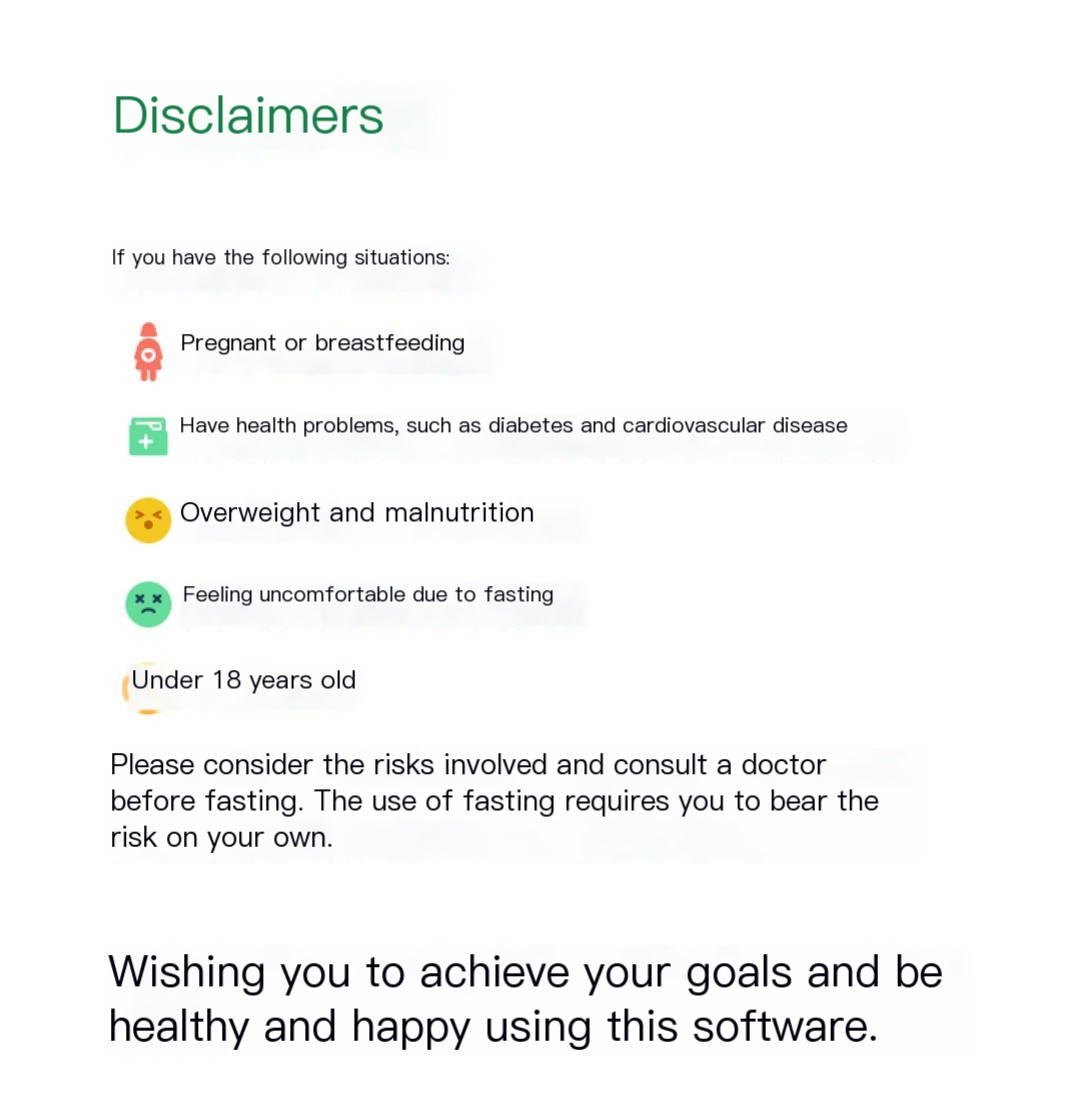 Disclaimers
If you have the following situations:
Pregnant or breastfeeding
Have health problems, such as diabetes and cardiovascular disease
Overweight and malnutrition
Feeling uncomfortable due to fasting
Under 18 years old
Please consider the risks involved and consult a doctor
before fasting. The use of fasting requires you to bear the
risk on your own.
Wishing you to achieve your goals and be
healthy and happy using this software.